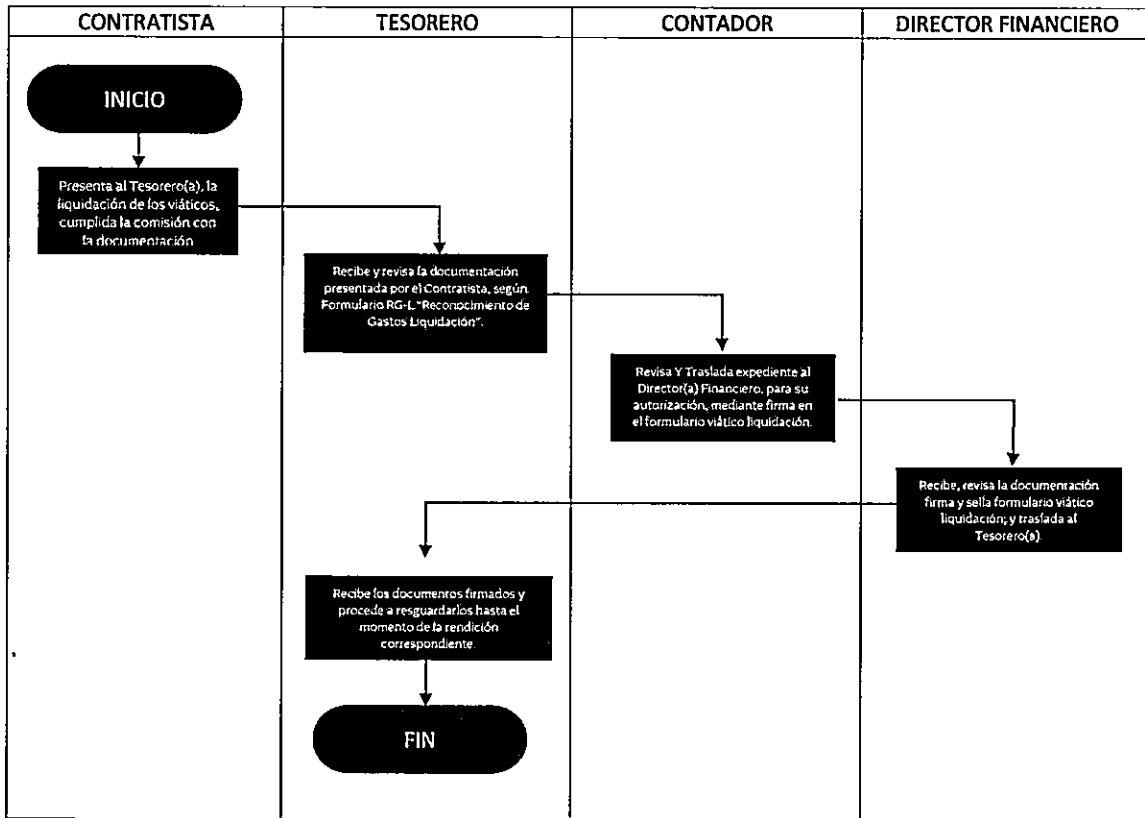 CONTRATISTA
TESORERO
CONTADOR
DIRECTOR FINANCIERO
INICIO
Presenta al Tesorero(a), la
liquidación de los viáticos,
cumplida la comisión con
la documentación
Recibe y revisa la documentación
presentada por el Contratista, según
Formulario RG-L "Reconocimiento de
Gastos Liquidación".
Revisa Y Traslada expediente al
Director(a) Financiero, para su
autorización, mediante firma en
el formulario viático liquidación.
Recibe, revisa la documentación
firma y sella formulario viático
liquidación; y traslada al
Tesorero(a).
Recibe los documentos firmados y
procede a resguardarlos hasta el
momento de la rendición
correspondiente.
FIN